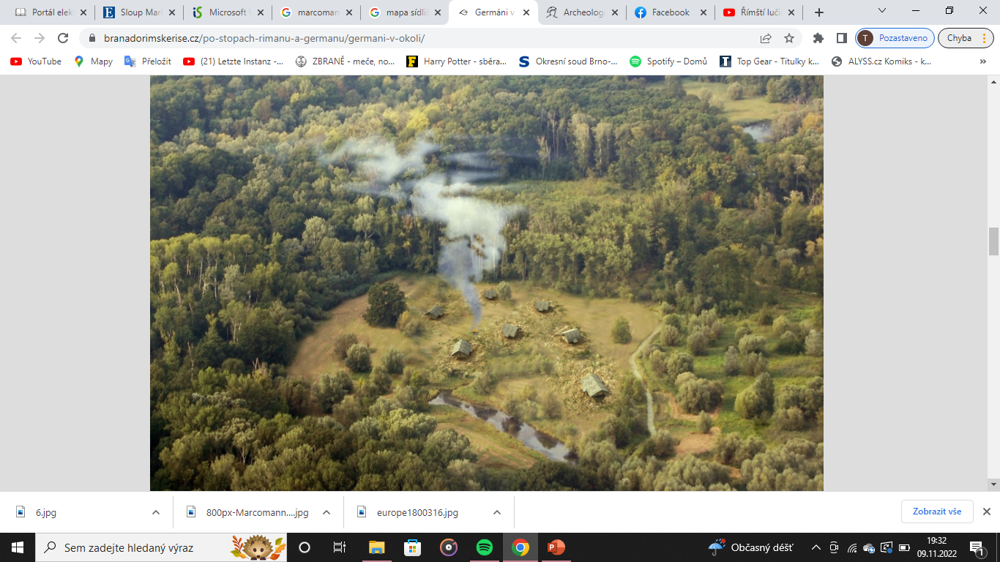 Portál elek
Sloup Mar
Microsoft V
marcoman
mapa sídliš
Germáni v
Archeologi
Facebook
Římští luči
branadorimskerise.cz/po-stopach-rimanu-a-germanu/germani-v-okoli/
T Pozastaveno
Chyba
YouTube
Mapy
Přeložit
(21) Letzte Instanz -...
ZBRANĚ - meče, no...
Harry Potter - sběra...
Okresní soud Brno-...
Spotify – Domů
Top Gear - Titulky k...
ALYSS.cz Komiks - k...
»
6.jpg
800px-Marcomann....jpg
europe1800316.jpg
Zobrazit vše
Sem zadejte hledaný výraz
Občasný déšť
19:32
09.11.2022
1